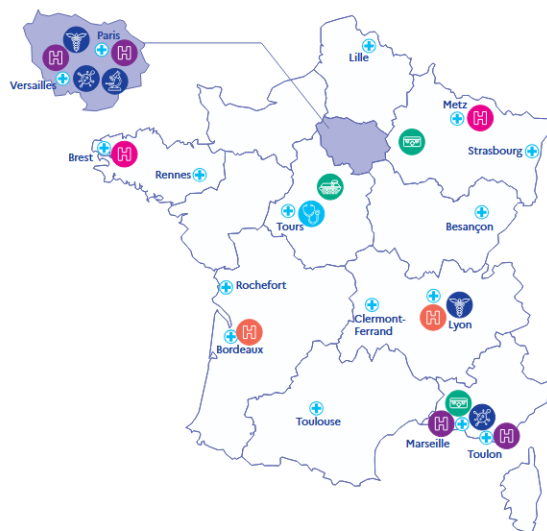 Paris
Versailles
Lille
Metz
Strasbourg
Brest
Rennes
Tours
Besançon
Rochefort
Clermont-
Ferrand
Lyon
Bordeaux
Toulouse
Marseille
Toulon